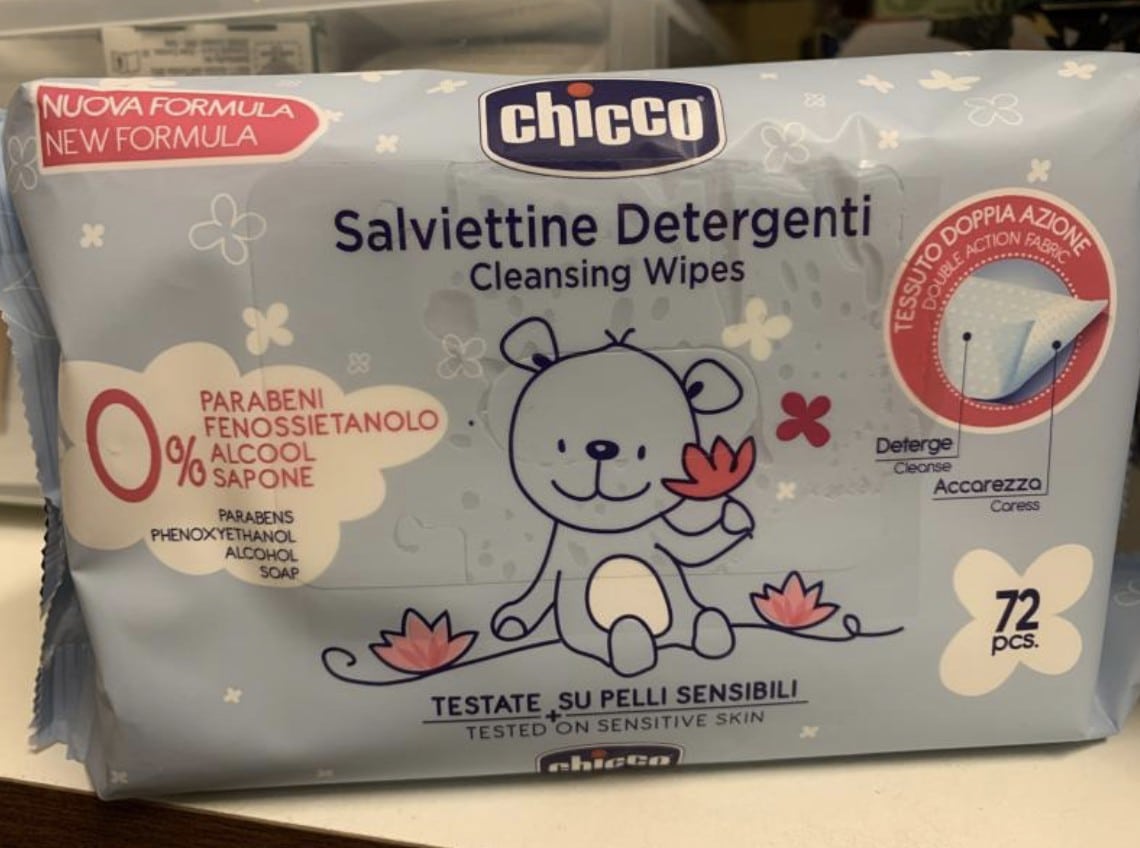 NUOVA FORMULA
NEW FORMULA
chicco
Salviettine Detergenti
Cleansing Wipes
TESSUTO DOPPIA AZIONE
DOUBLE ACTION FABRIC
Deterge
Cleanse
Accarezza
Caress
0%
PARABENI
FENOSSIETANOLO
ALCOOL
SAPONE
PARABENS
PHENOXYETHANOL
ALCOHOL
SOAP
72
pcs.
TESTATE SU PELLI SENSIBILI
+
TESTED ON SENSITIVE SKIN
chicco